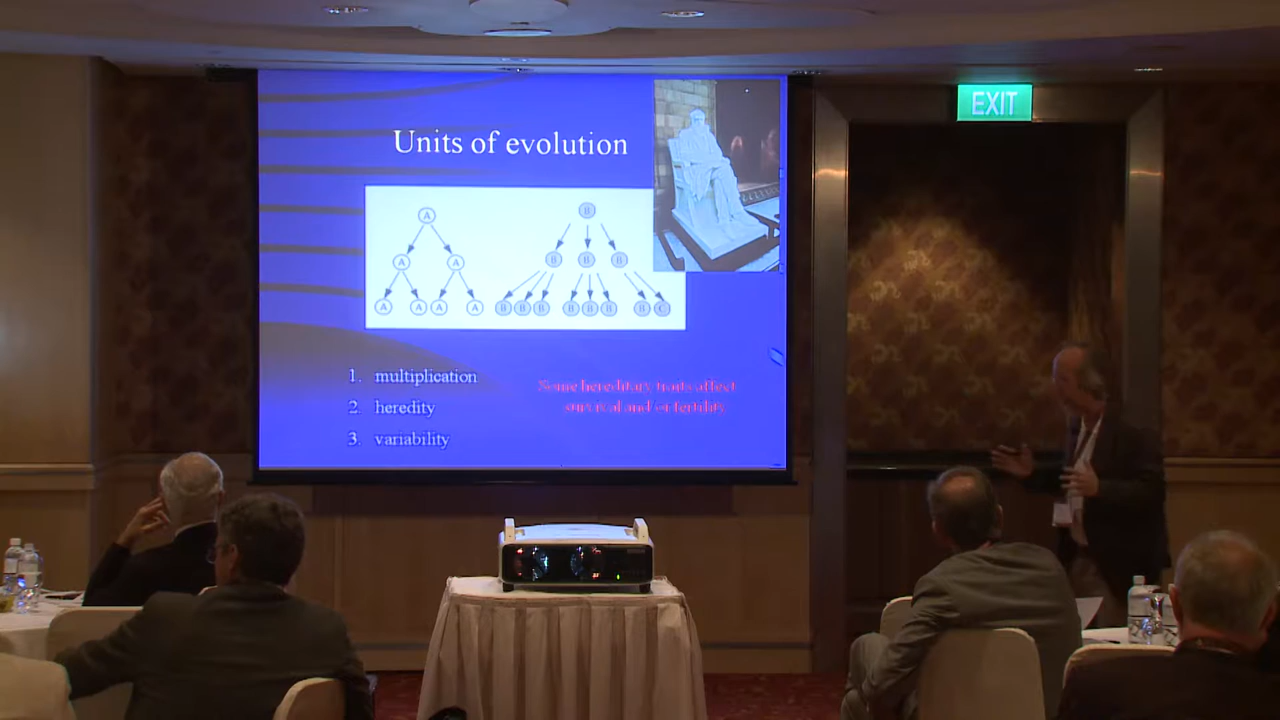 EXIT
Units of evolution
B
A
B B B
A A
A A A A B B B B B B B C
1. multiplication
2. heredity
3. variability
Some hereditary traits affect
survival and/or fertility